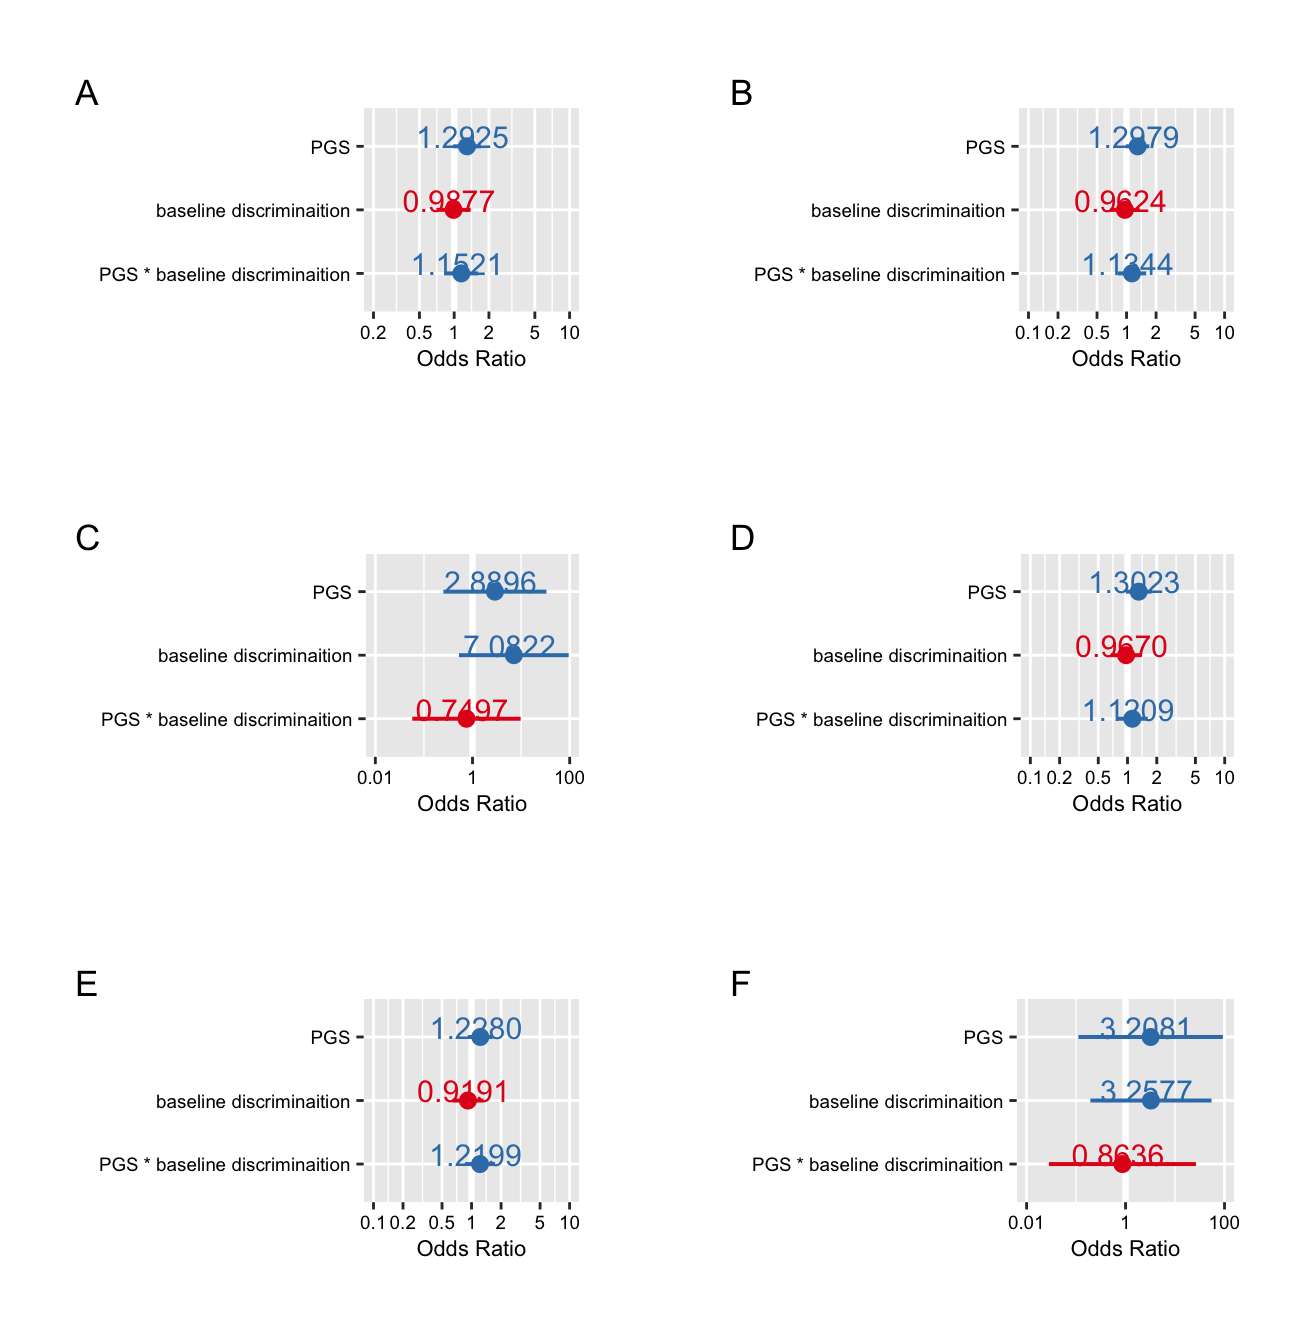 A
PGS
1.2925
baseline discriminaition
0.9877
PGS * baseline discriminaition
1.1521
0.2 0.5 1 2 5 10
Odds Ratio
B
PGS
1.2979
baseline discriminaition
0.9624
PGS * baseline discriminaition
1.1344
0.1 0.2 0.5 1 2 5 10
Odds Ratio
C
PGS
2.8896
baseline discriminaition
7.0822
PGS * baseline discriminaition
0.7497
0.01 1 100
Odds Ratio
D
PGS
1.3023
baseline discriminaition
0.9670
PGS * baseline discriminaition
0.1 0.2 0.5 1 2 5 10
Odds Ratio
E
PGS
baseline discriminaition
0.9191
PGS * baseline discriminaition
1.2199
0.1 0.2 0.5 1 2 5 10
Odds Ratio
F
PGS
3.2081
baseline discriminaition
3.2577
PGS * baseline discriminaition
0.8636
0.01 1 100
Odds Ratio